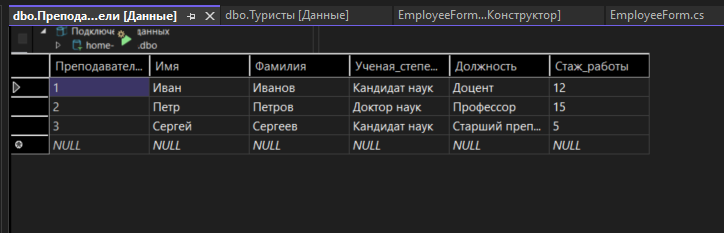 dbo.Препода...ели [Данные] dbo.Туристы [Данные] EmployeeForm...Конструктор] EmployeeForm.cs
Подключе данных
home- .dbo
Преподавател... Имя Фамилия Ученая_степе... Должность Стаж_работы
1 Иван Иванов Кандидат наук Доцент 12
2 Петр Петров Доктор наук Профессор 15
3 Сергей Сергеев Кандидат наук Старший преп... 5
NULL NULL NULL NULL NULL NULL